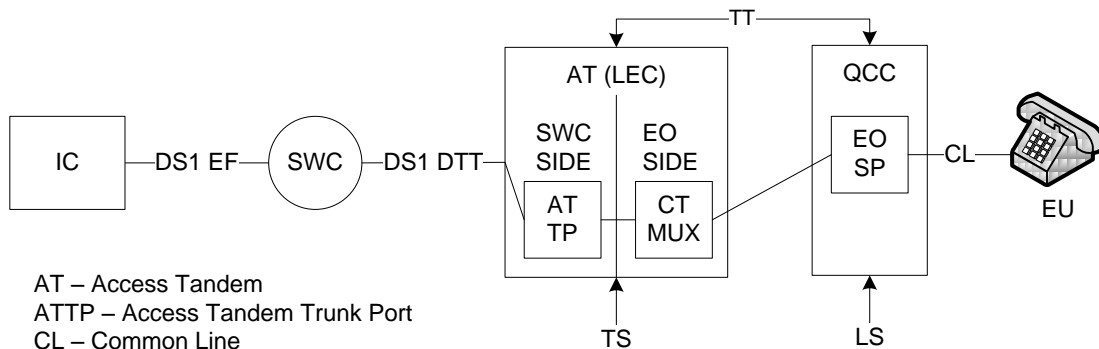 TT
AT (LEC)
QCC
SWC
SIDE
EO
SIDE
IC
DS1 EF
SWC
DS1 DTT
AT
TP
CT
MUX
EO
SP
CL
EU
AT – Access Tandem
ATTP – Access Tandem Trunk Port
CL – Common Line
TS
LS